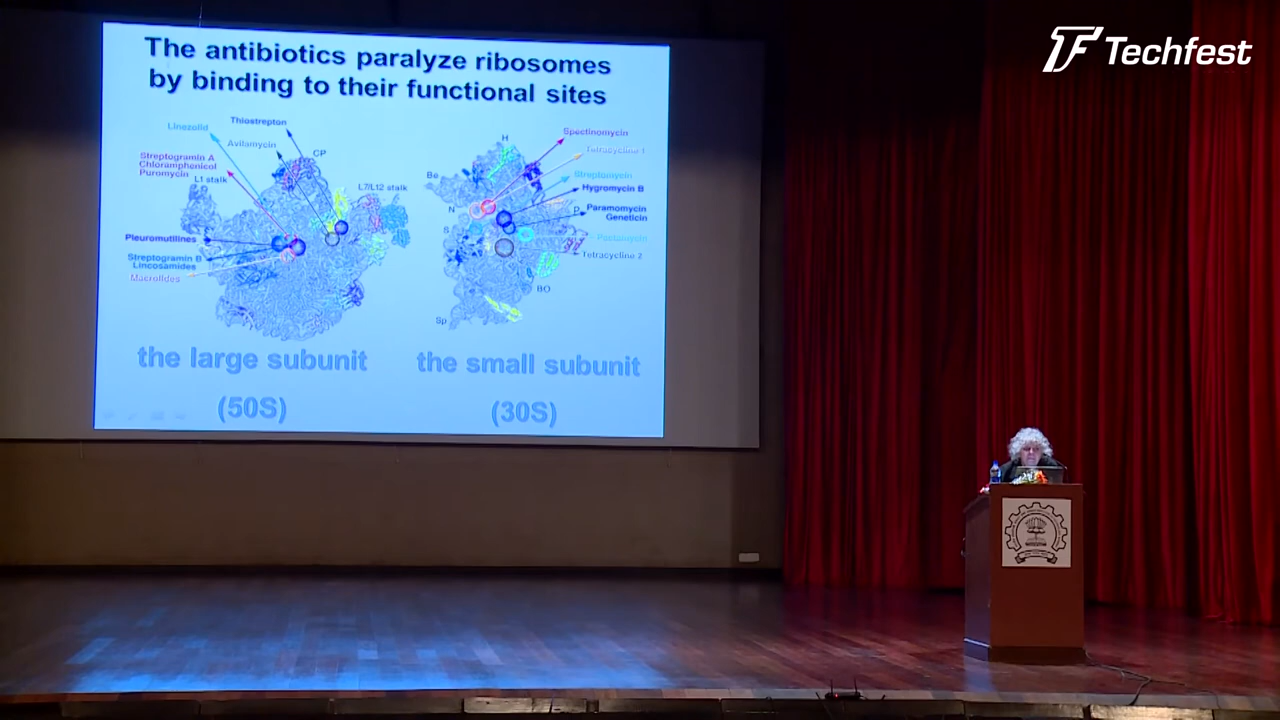 Techfest
The antibiotics paralyze ribosomes
by binding to their functional sites
Linezolid
Thiostrepton
Avilamycin
CP
Streptogramin A
Chloramphenicol
Puromycin
L1 stalk
L7/L12 stalk
Pleuromutilines
Streptogramin B
Lincosamides
Macrolides
the large subunit
(50S)
H
Spectinomycin
Tetracycline 1
Be
Streptomycin
Hygromycin B
N
P
Paramomycin
Geneticin
S
Pactamycin
Tetracycline 2
BO
Sp
the small subunit
(30S)